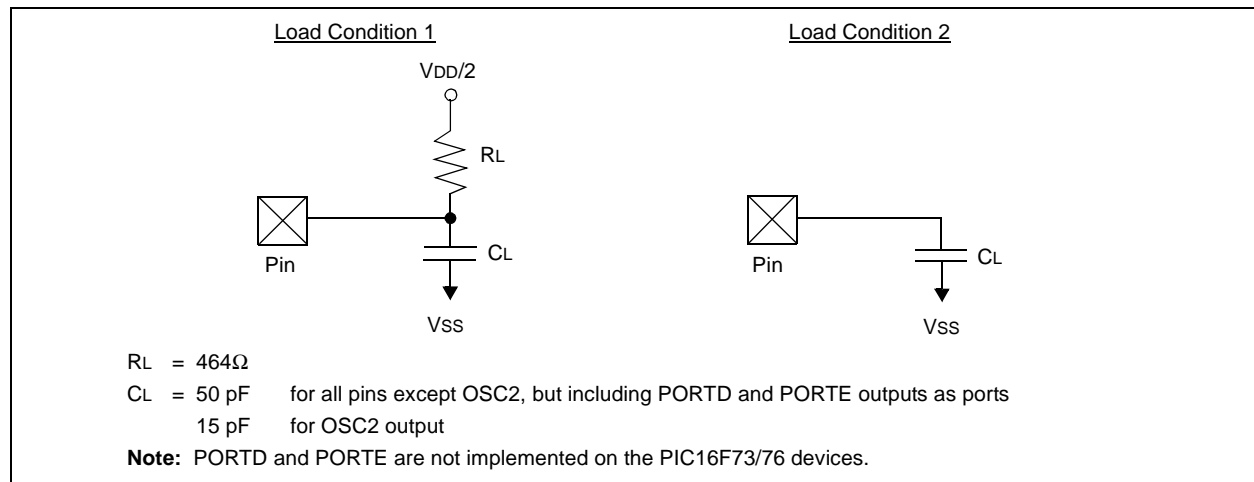 Load Condition 1
VDD/2
RL
Pin
CL
VSS
Load Condition 2
Pin
CL
VSS
RL = 464Ω
CL = 50 pF for all pins except OSC2, but including PORTD and PORTE outputs as ports
15 pF for OSC2 output
Note: PORTD and PORTE are not implemented on the PIC16F73/76 devices.